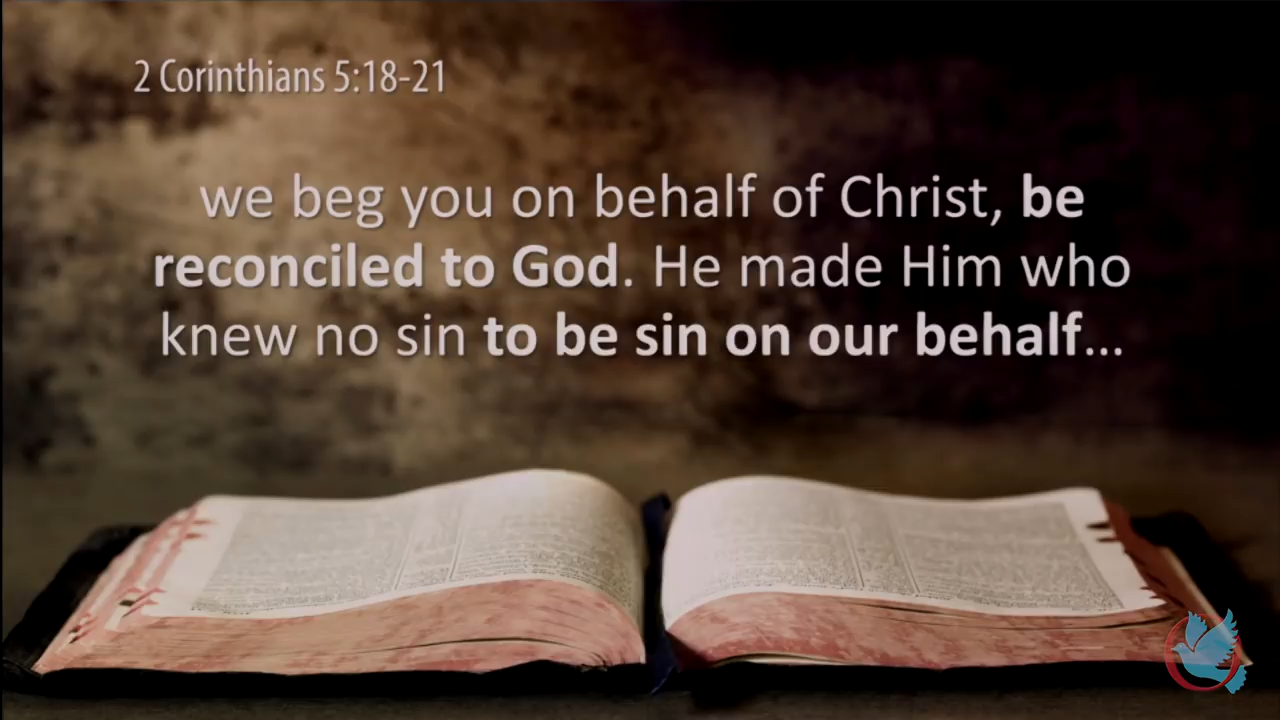 2 Corinthians 5:18-21
we beg you on behalf of Christ, be
reconciled to God. He made Him who
knew no sin to be sin on our behalf...